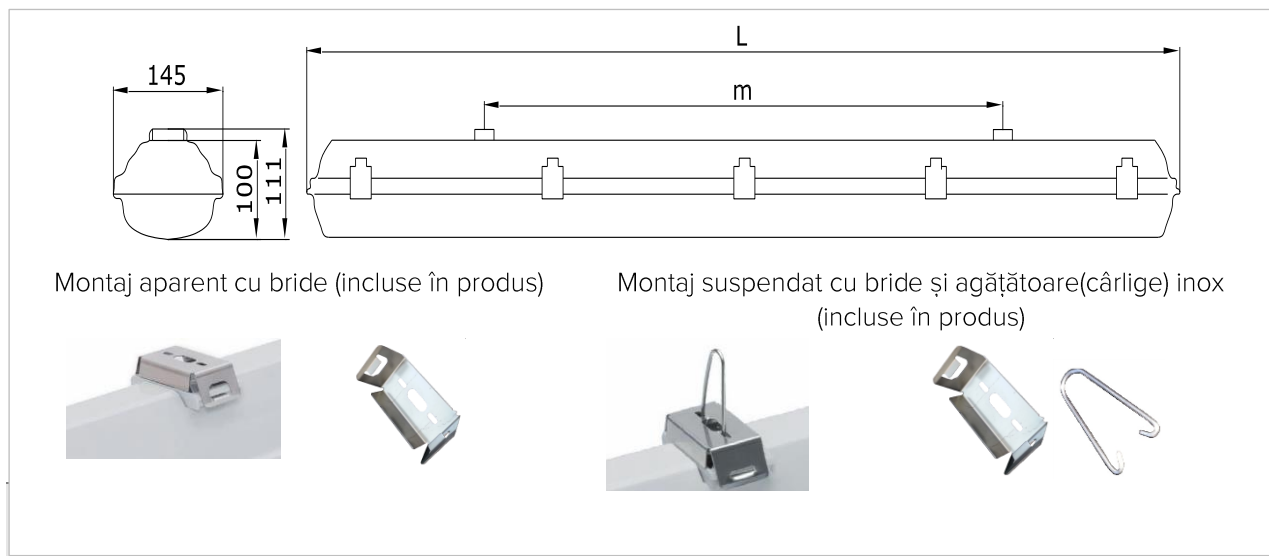 L
145
m
100
111
Montaj aparent cu bride (incluse în produs)
Montaj suspendat cu bride și agățătoare(cârlige) inox
(incluse în produs)